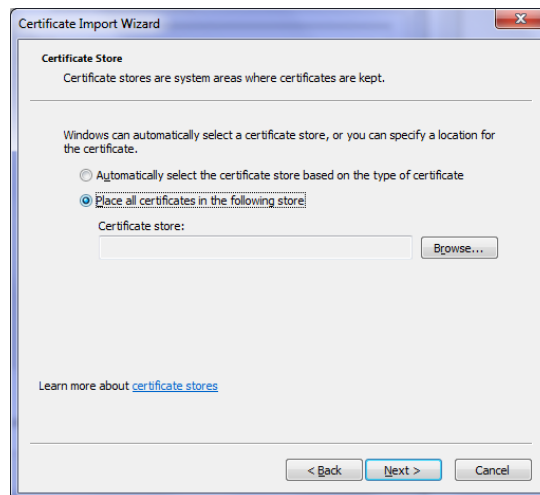 Certificate Import Wizard
Certificate Store
Certificate stores are system areas where certificates are kept.
Windows can automatically select a certificate store, or you can specify a location for
the certificate.
Automatically select the certificate store based on the type of certificate
Place all certificates in the following store
Certificate store:
Browse...
Learn more about certificate stores
< Back Next > Cancel